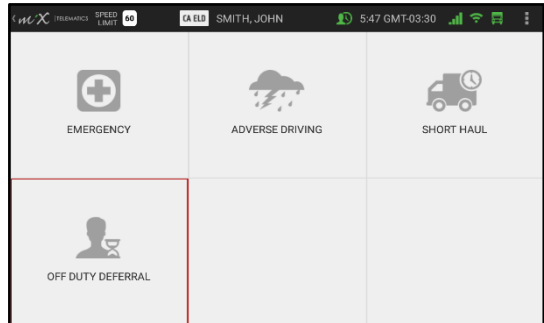 miX TELEMATICS SPEED LIMIT 60 CA ELD SMITH, JOHN 5:47 GMT-03:30
EMERGENCY ADVERSE DRIVING SHORT HAUL
OFF DUTY DEFERRAL